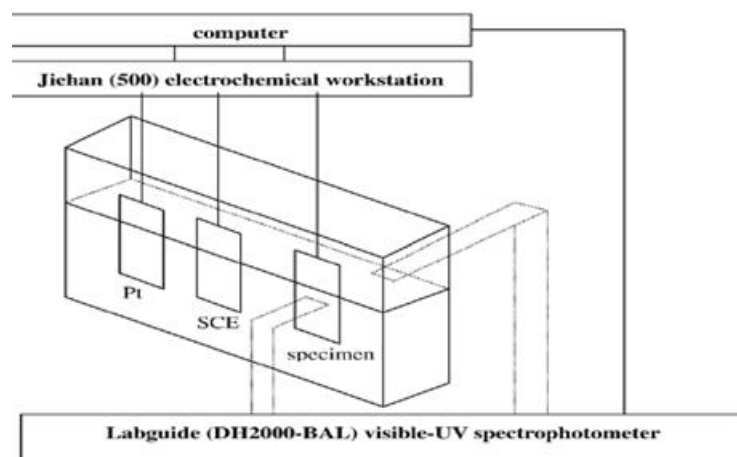 computer
Jiehan (500) electrochemical workstation
Pt
SCE
specimen
Labguide (DH2000-BAL) visible-UV spectrophotometer